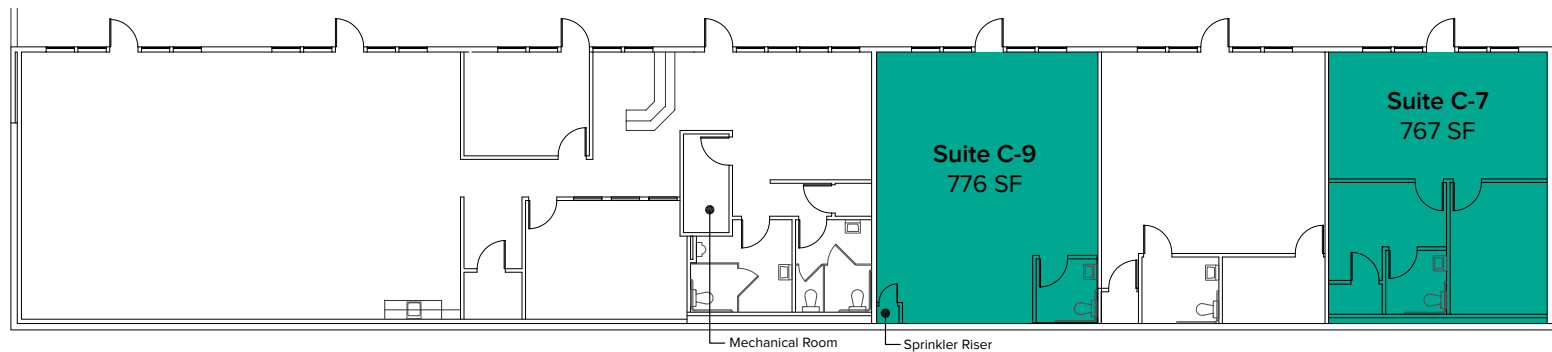 Suite C-7
767 SF
Suite C-9
776 SF
Mechanical Room
Sprinkler Riser